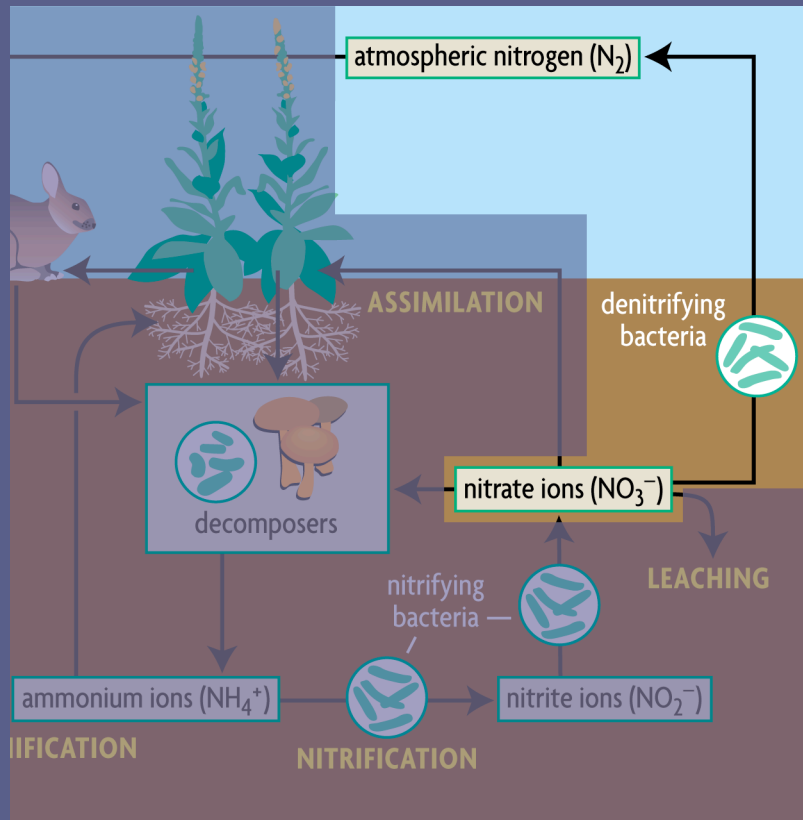 atmospheric nitrogen (N₂)
ASSIMILATION
denitrifying
bacteria
nitrate ions (NO₃⁻)
decomposers
LEACHING
nitrifying
bacteria
ammonium ions (NH₄⁺)
nitrite ions (NO₂⁻)
IIFICATION
NITRIFICATION